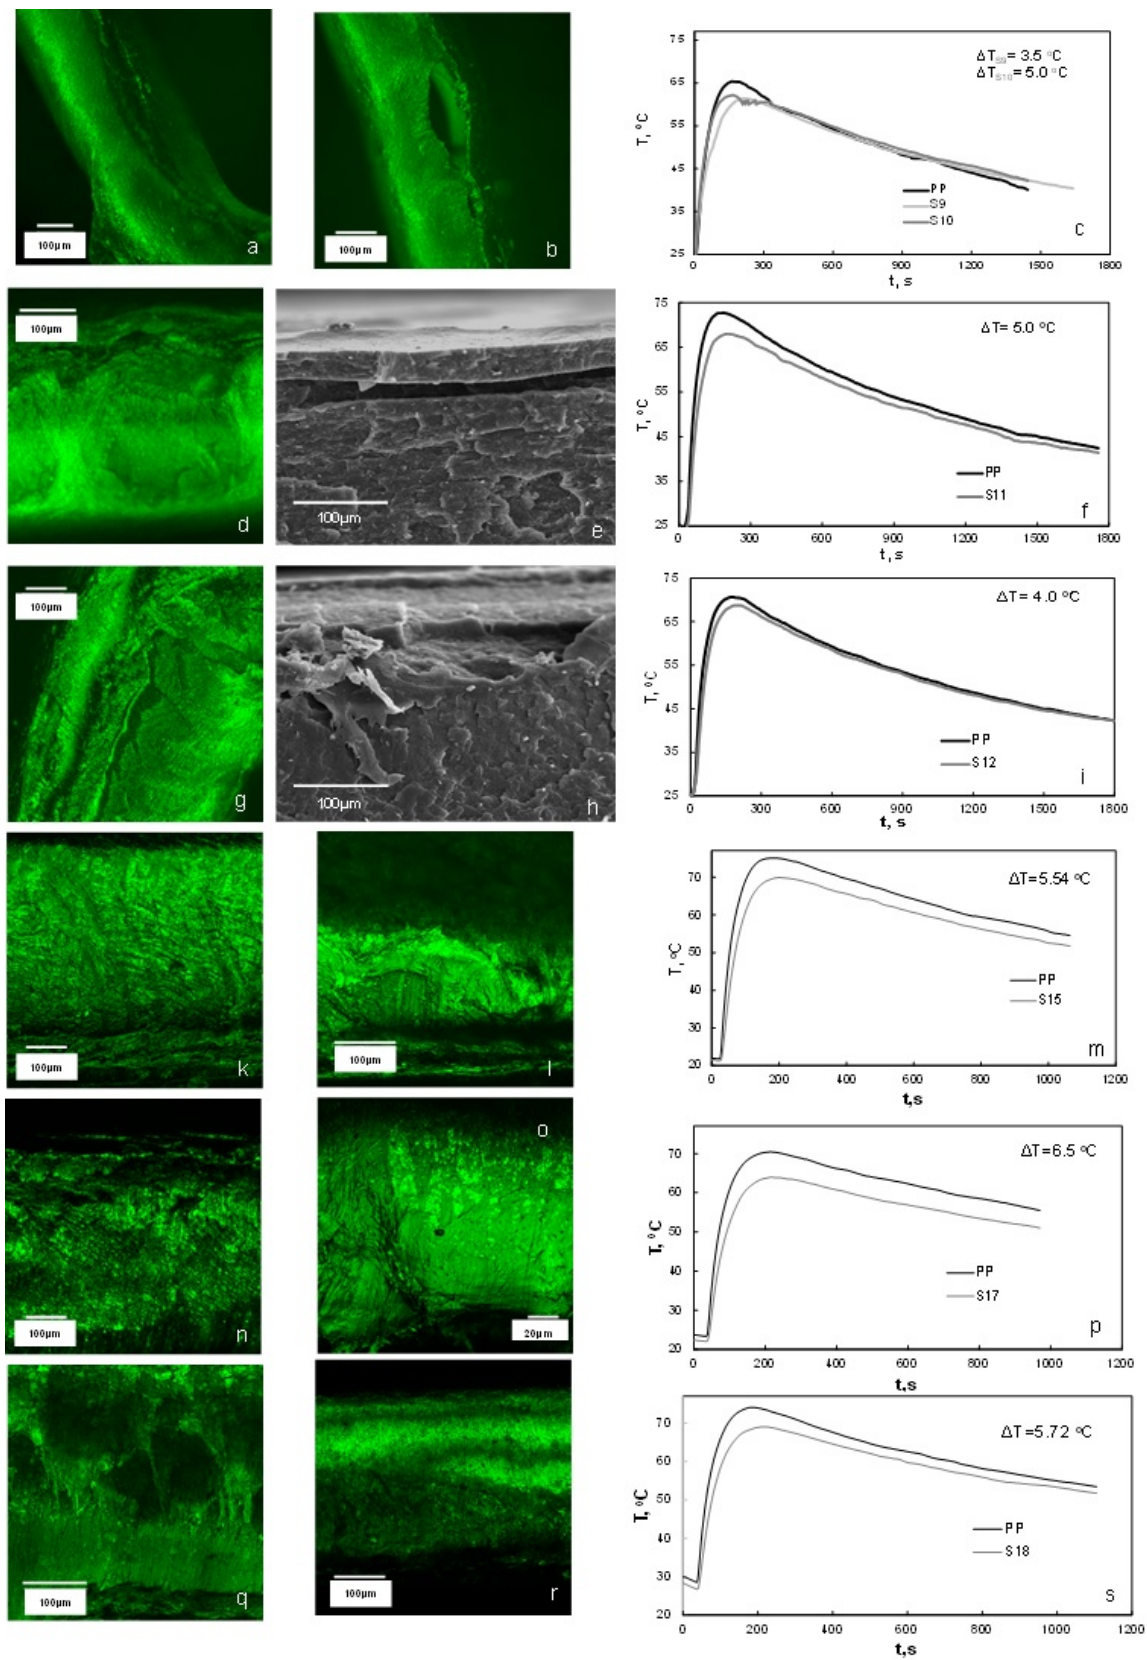 100µm
a
100µm
b
75
65
55
45
35
25
T, °C
ΔT S9 = 3.5 °C
ΔT S10 = 5.0 °C
PP
S9
S10
c
0 300 600 900 1200 1500 1800
t, s
100µm
d
100µm
e
75
65
55
45
35
25
T, °C
ΔT= 5.0 °C
PP
S11
f
0 300 600 900 1200 1500 1800
t, s
100µm
g
100µm
h
75
65
55
45
35
25
T, °C
ΔT= 4.0 °C
PP
S12
i
0 300 600 900 1200 1500 1800
t, s
100µm
k
100µm
l
70
60
50
40
30
20
T, °C
ΔT=5.54 °C
PP
S15
m
0 200 400 600 800 1000 1200
t,s
100µm
n
o
20µm
70
60
50
40
30
20
T, °C
ΔT=6.5 °C
PP
S17
p
0 200 400 600 800 1000 1200
t,s
100µm
q
100µm
r
70
60
50
40
30
20
T, °C
ΔT=5.72 °C
PP
S18
s
0 200 400 600 800 1000 1200
t,s